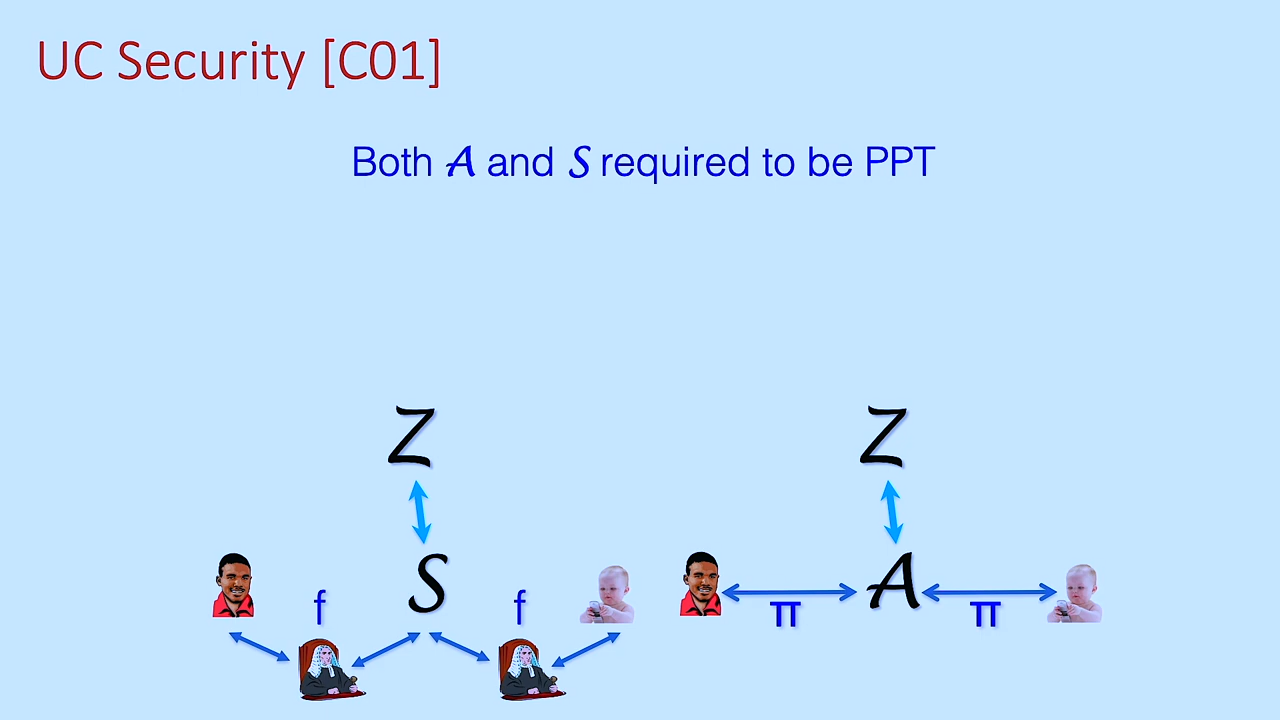 UC Security [C01]
Both A and S required to be PPT
Z Z
S A
f f π π